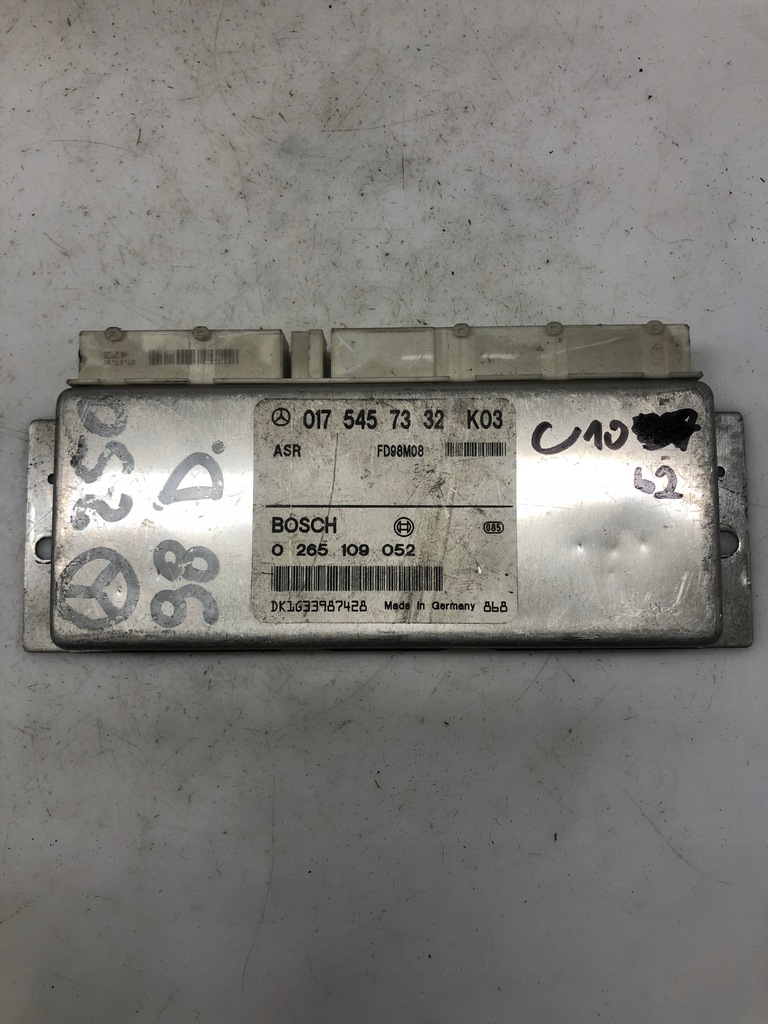 017 545 73 32 K03
ASR FD98M08
BOSCH 085
0 265 109 052
DK1G33987428 Made in Germany 868
250
98 D.
C10
62